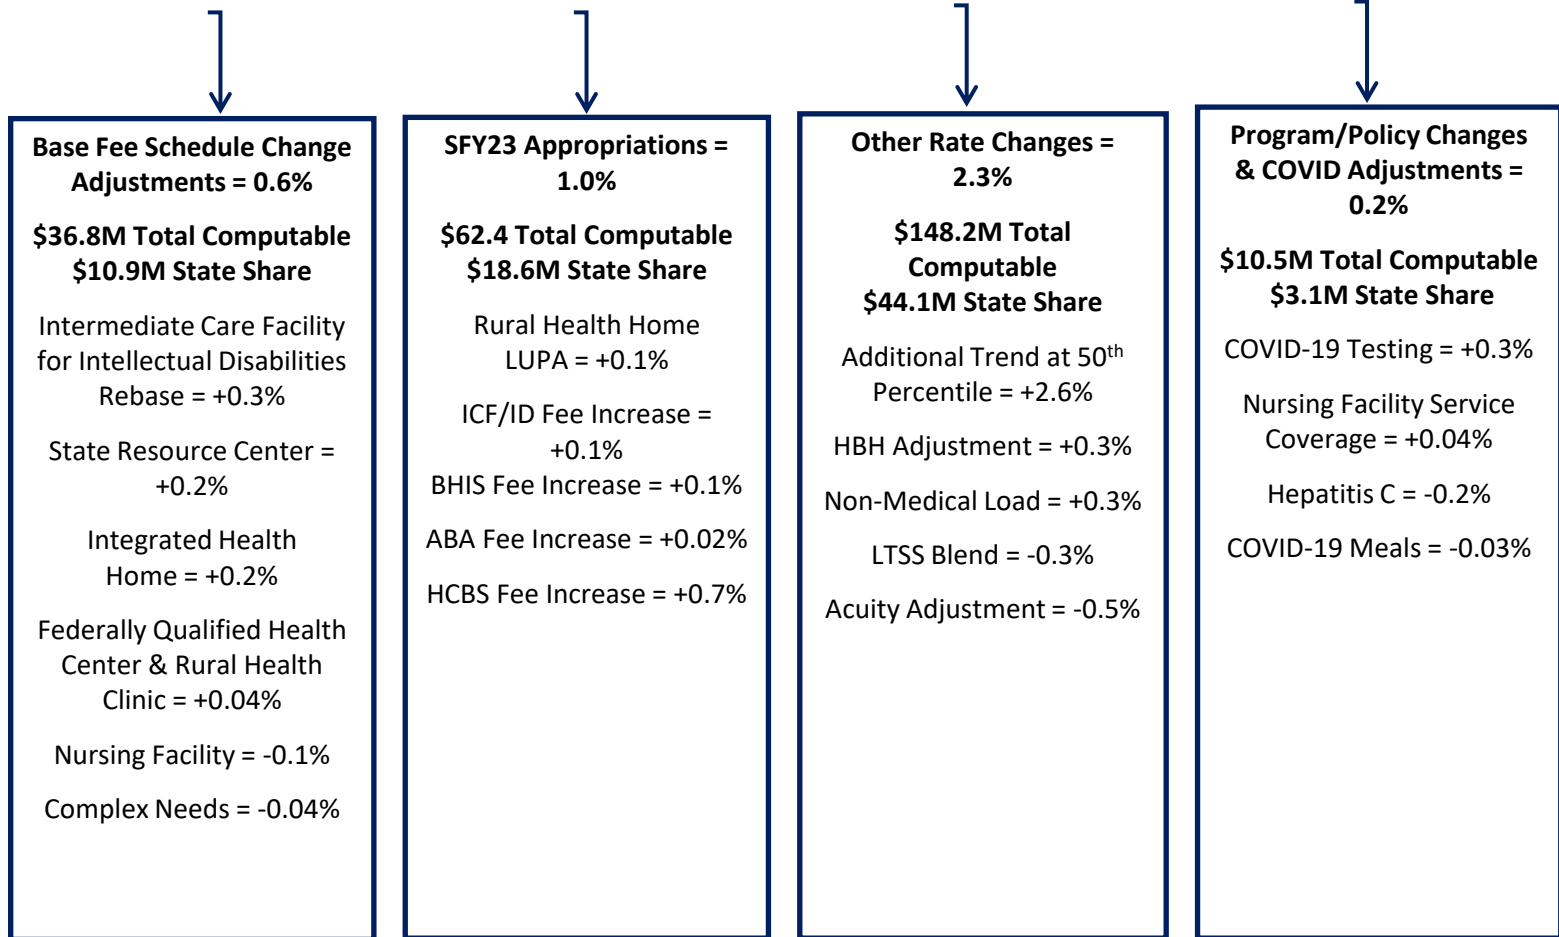 Base Fee Schedule Change
Adjustments = 0.6%
$36.8M Total Computable
$10.9M State Share
Intermediate Care Facility
for Intellectual Disabilities
Rebase = +0.3%
State Resource Center =
+0.2%
Integrated Health
Home = +0.2%
Federally Qualified Health
Center & Rural Health
Clinic = +0.04%
Nursing Facility = -0.1%
Complex Needs = -0.04%
SFY23 Appropriations =
1.0%
$62.4 Total Computable
$18.6M State Share
Rural Health Home
LUPA = +0.1%
ICF/ID Fee Increase =
+0.1%
BHIS Fee Increase = +0.1%
ABA Fee Increase = +0.02%
HCBS Fee Increase = +0.7%
Other Rate Changes =
2.3%
$148.2M Total
Computable
$44.1M State Share
Additional Trend at 50th
Percentile = +2.6%
HBH Adjustment = +0.3%
Non-Medical Load = +0.3%
LTSS Blend = -0.3%
Acuity Adjustment = -0.5%
Program/Policy Changes
& COVID Adjustments =
0.2%
$10.5M Total Computable
$3.1M State Share
COVID-19 Testing = +0.3%
Nursing Facility Service
Coverage = +0.04%
Hepatitis C = -0.2%
COVID-19 Meals = -0.03%